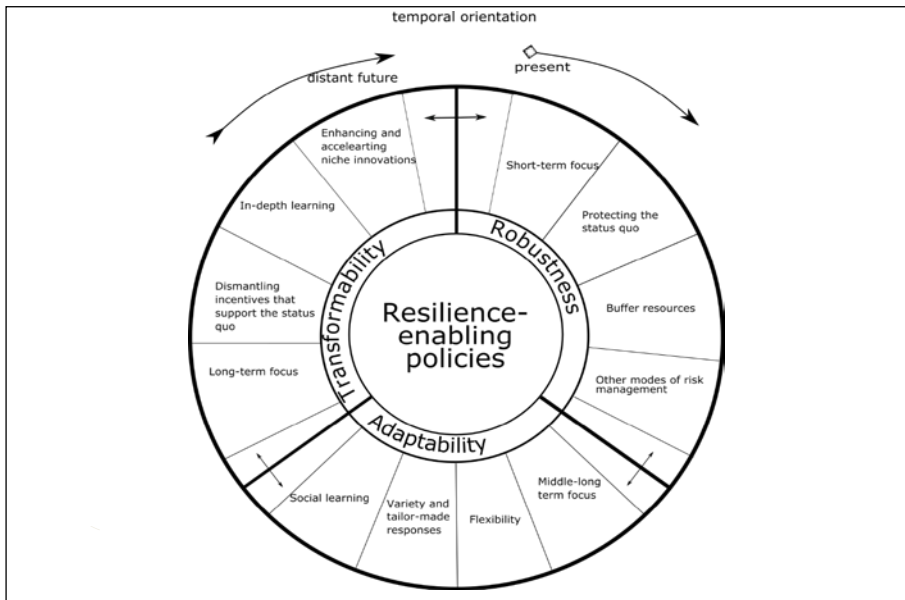 temporal orientation
distant future
present
Enhancing and
accelearting
niche innovations
Short-term focus
In-depth learning
Protecting the
status quo
Robustness
Transformability
Dismantling
incentives that
support the status
quo
Buffer resources
Resilience-
enabling
policies
Long-term focus
Other modes of risk
management
Adaptability
Social learning
Variety and
tailor-made
responses
Flexibility
Middle-long
term focus